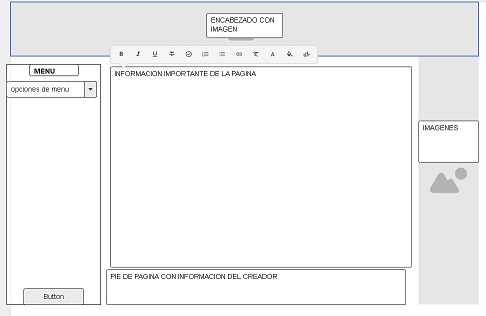 ENCABEZADO CON
IMAGEN
B I U S A
MENU
opciones de menu
INFORMACION IMPORTANTE DE LA PAGINA
IMAGENES
PIE DE PAGINA CON INFORMACION DEL CREADOR
Button